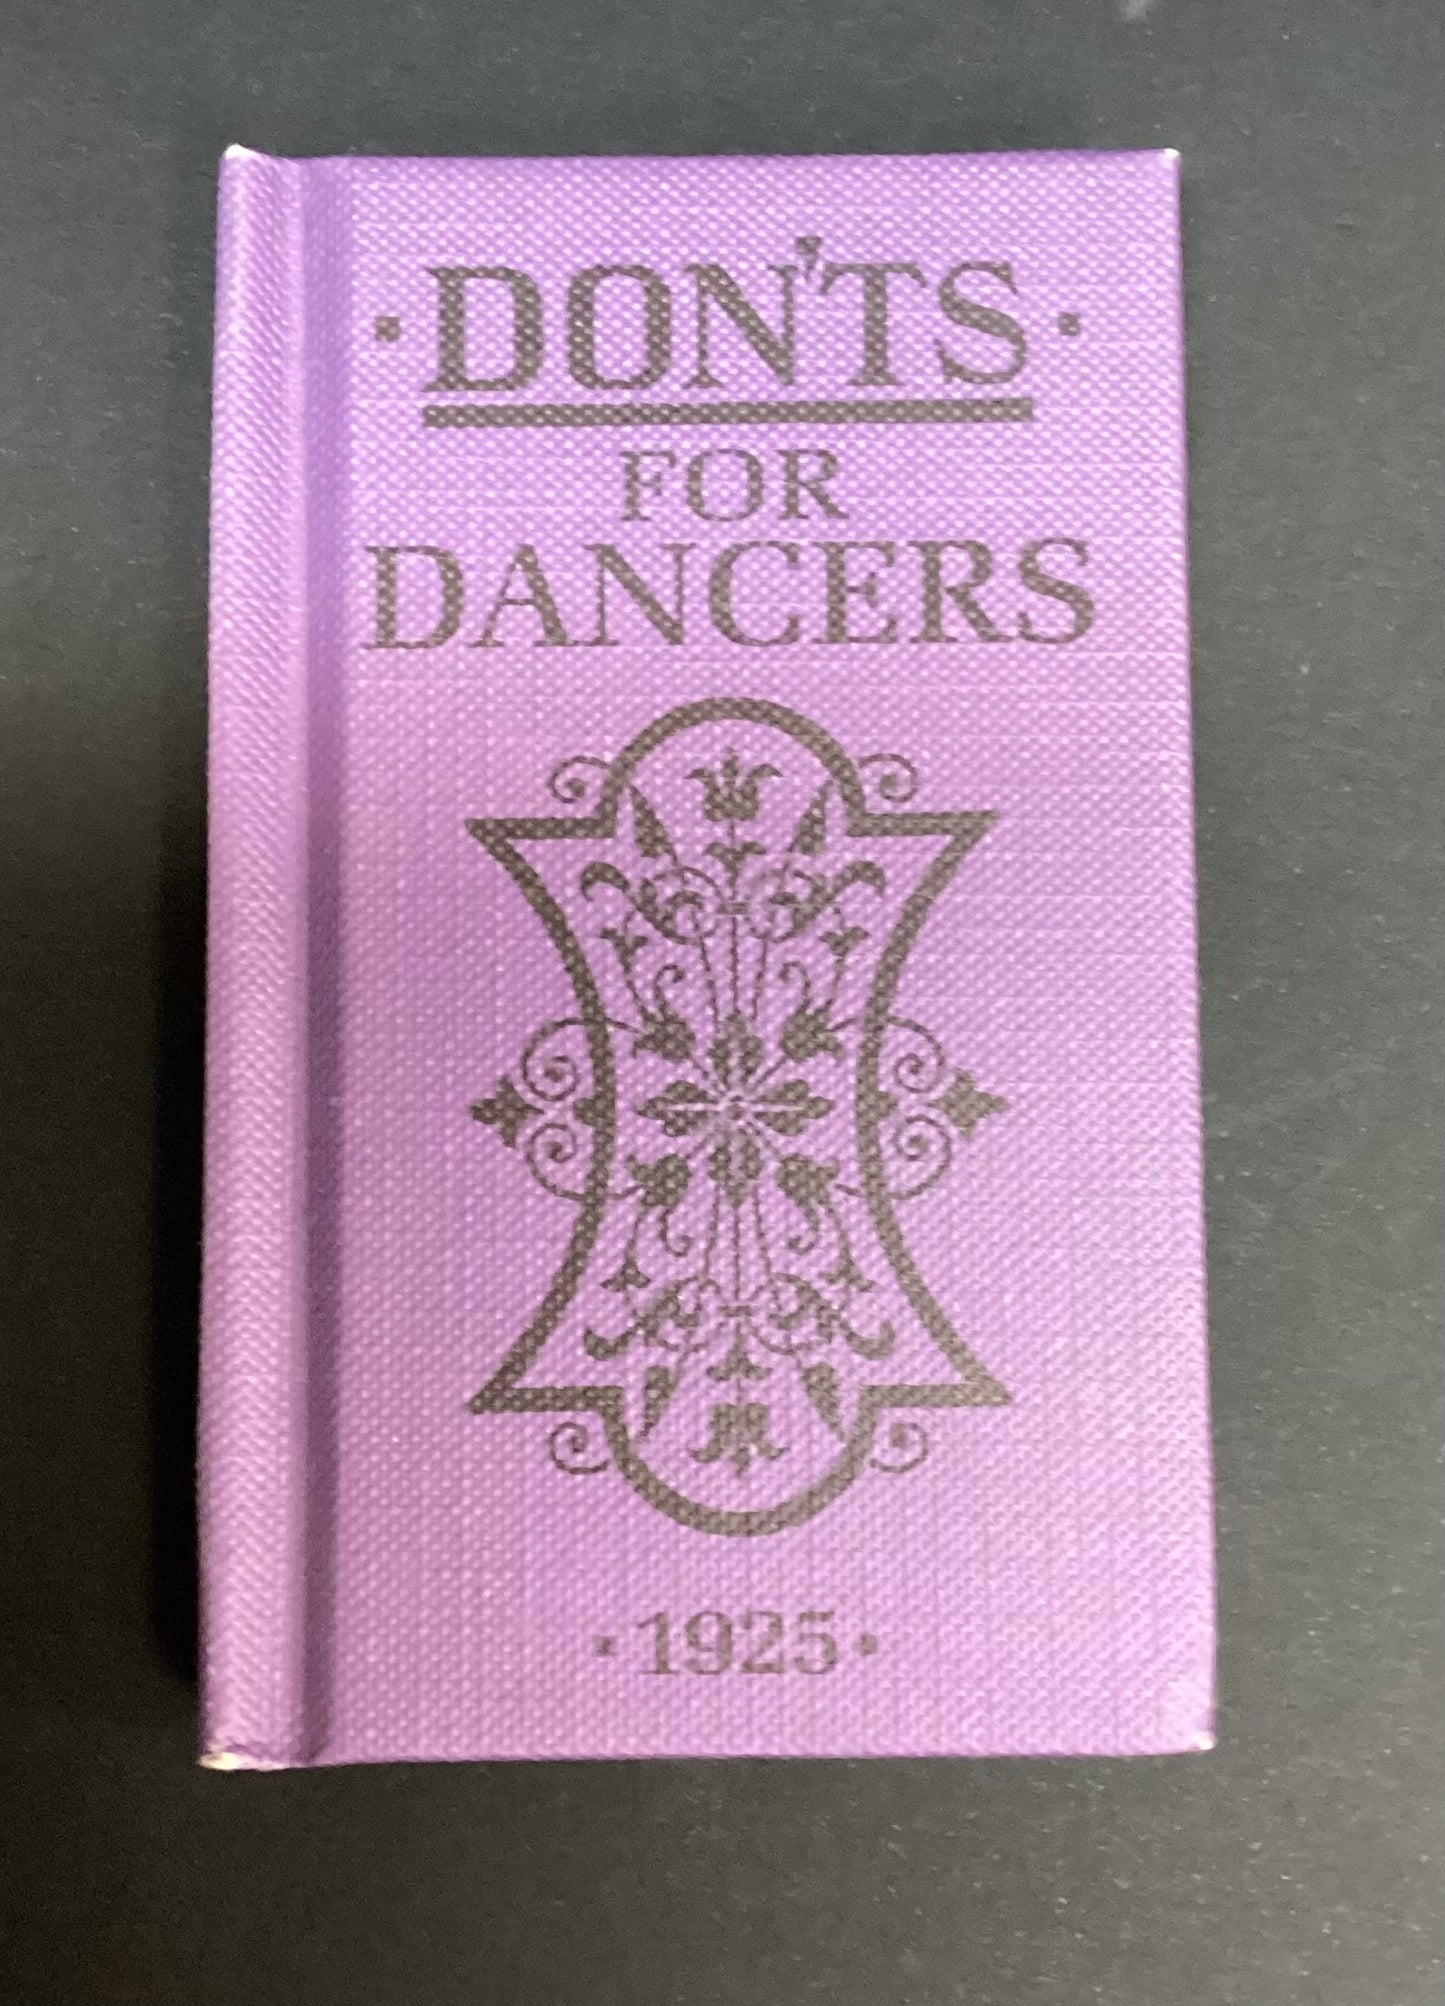 ·DON'TS·
FOR
DANCERS
·1925·